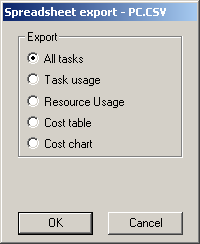 Spreadsheet export - PC.CSV
Export
All tasks
Task usage
Resource Usage
Cost table
Cost chart
OK
Cancel